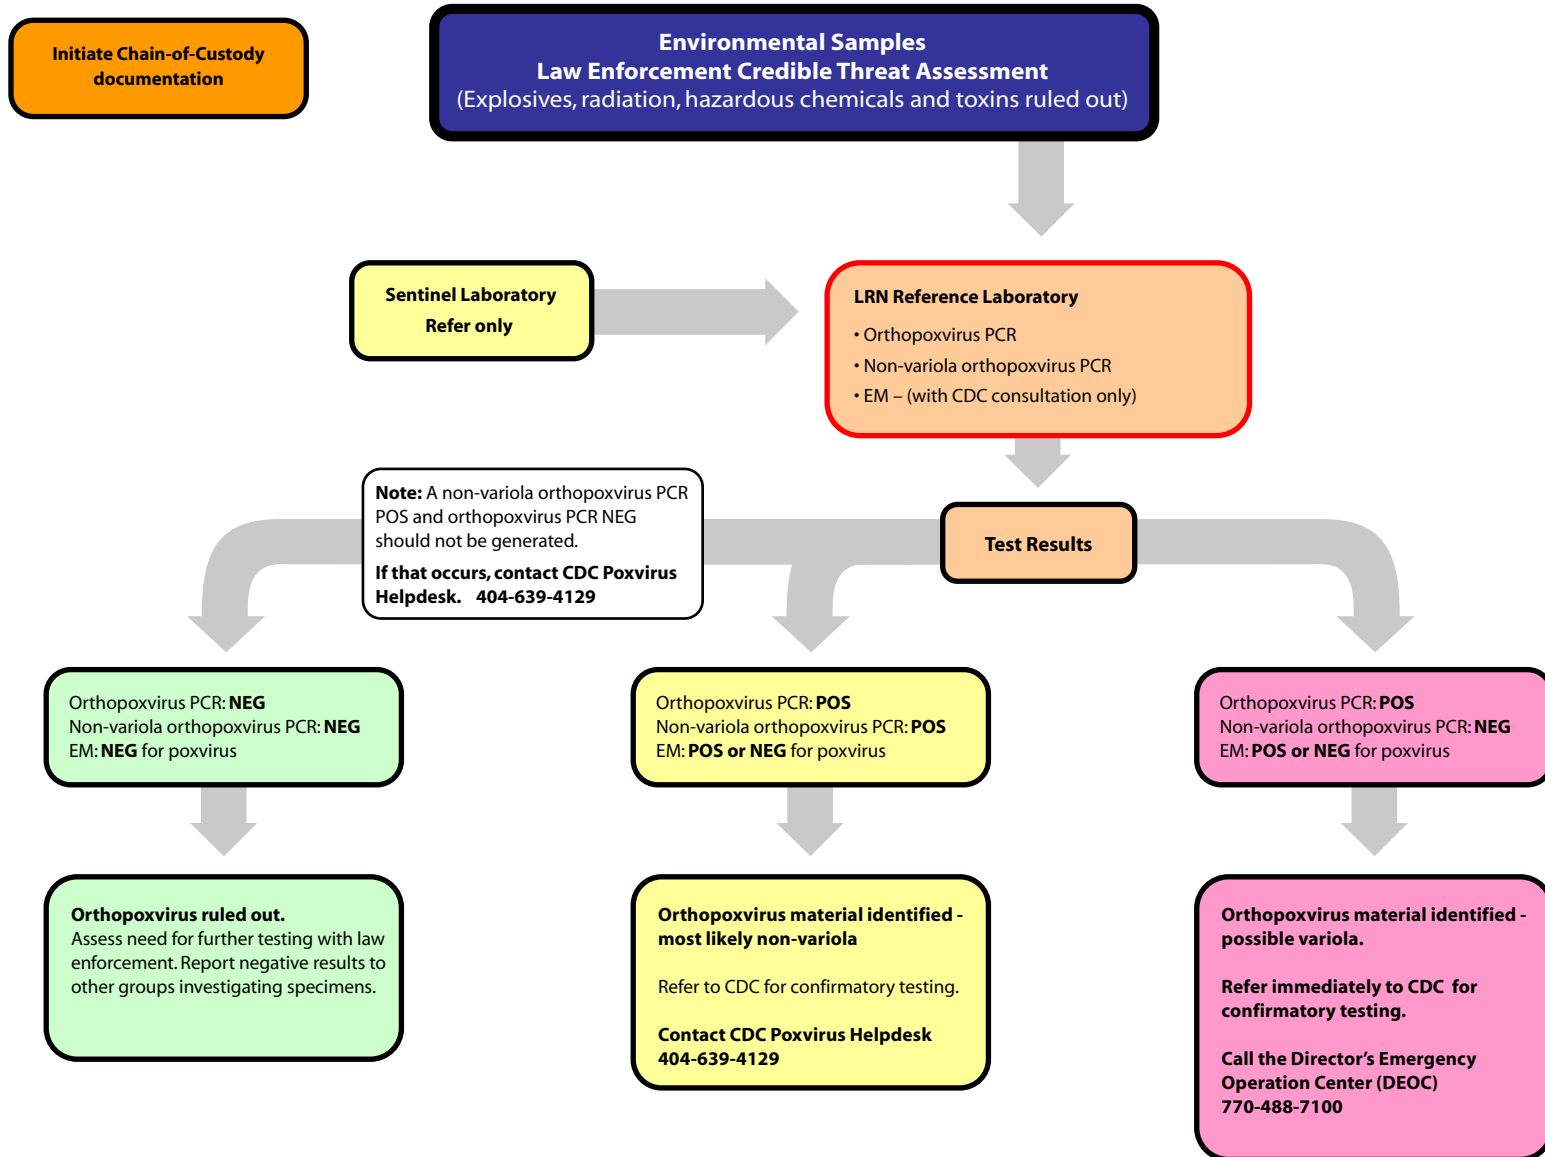 Initiate Chain-of-Custody
documentation
Environmental Samples
Law Enforcement Credible Threat Assessment
(Explosives, radiation, hazardous chemicals and toxins ruled out)
Sentinel Laboratory
Refer only
LRN Reference Laboratory
• Orthopoxvirus PCR
• Non-variola orthopoxvirus PCR
• EM – (with CDC consultation only)
Note: A non-variola orthopoxvirus PCR
POS and orthopoxvirus PCR NEG
should not be generated.
If that occurs, contact CDC Poxvirus
Helpdesk. 404-639-4129
Test Results
Orthopoxvirus PCR: NEG
Non-variola orthopoxvirus PCR: NEG
EM: NEG for poxvirus
Orthopoxvirus PCR: POS
Non-variola orthopoxvirus PCR: POS
EM: POS or NEG for poxvirus
Orthopoxvirus PCR: POS
Non-variola orthopoxvirus PCR: NEG
EM: POS or NEG for poxvirus
Orthopoxvirus ruled out.
Assess need for further testing with law
enforcement. Report negative results to
other groups investigating specimens.
Orthopoxvirus material identified -
most likely non-variola
Refer to CDC for confirmatory testing.
Contact CDC Poxvirus Helpdesk
404-639-4129
Orthopoxvirus material identified -
possible variola.
Refer immediately to CDC for
confirmatory testing.
Call the Director’s Emergency
Operation Center (DEOC)
770-488-7100